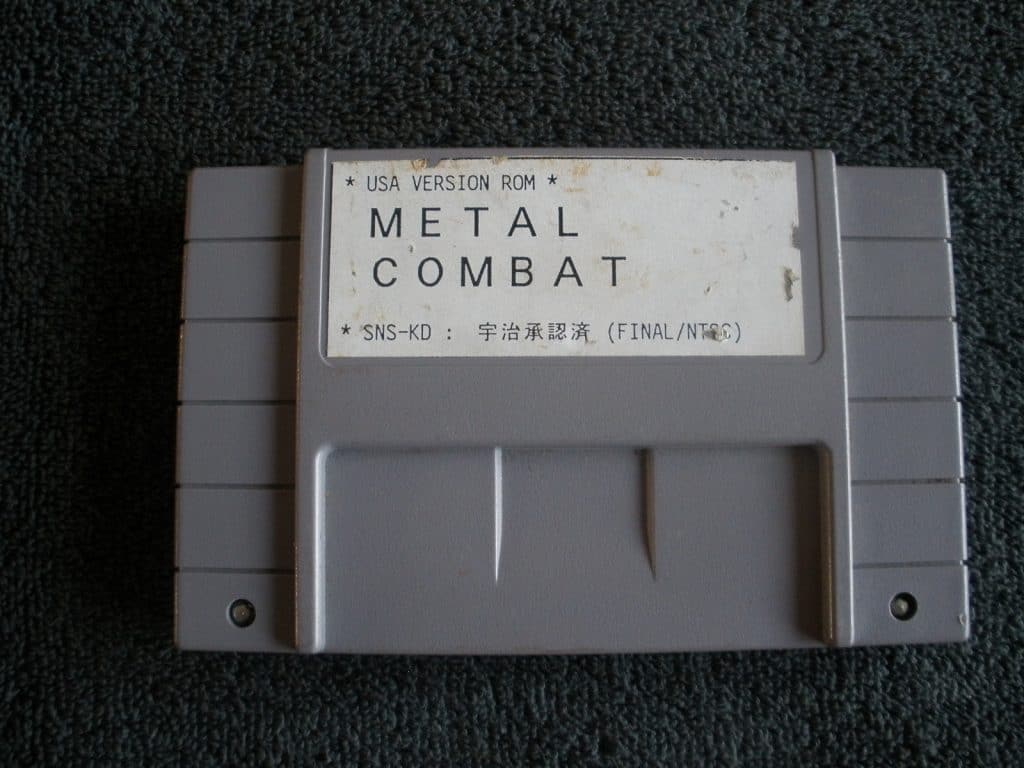 * USA VERSION ROM *
METAL
COMBAT
* SNS-KD : 宇治承認済 (FINAL/NTSC)